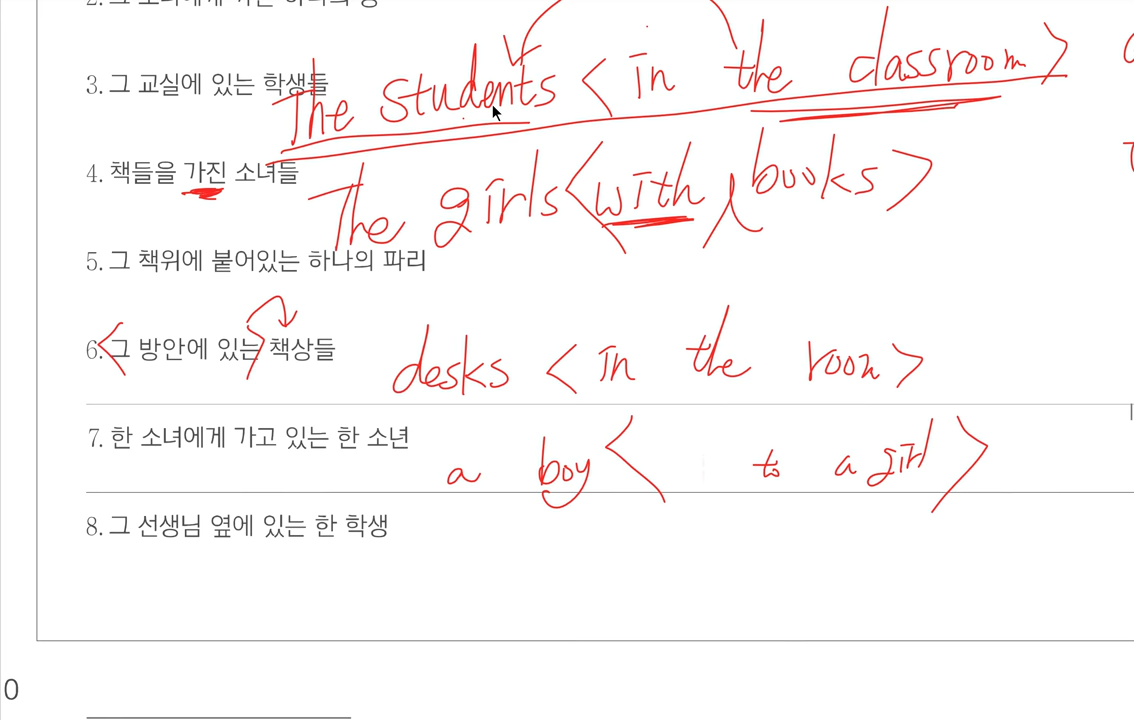 3. 그 교실에 있는 학생들
The students < in the classroom >
4. 책들을 가진 소녀들
The girls < with books >
5. 그 책위에 붙어있는 하나의 파리
6. < 그 방안에 있는 > 책상들
desks < in the room >
7. 한 소녀에게 가고 있는 한 소년
a boy < to a girl >
8. 그 선생님 옆에 있는 한 학생
0